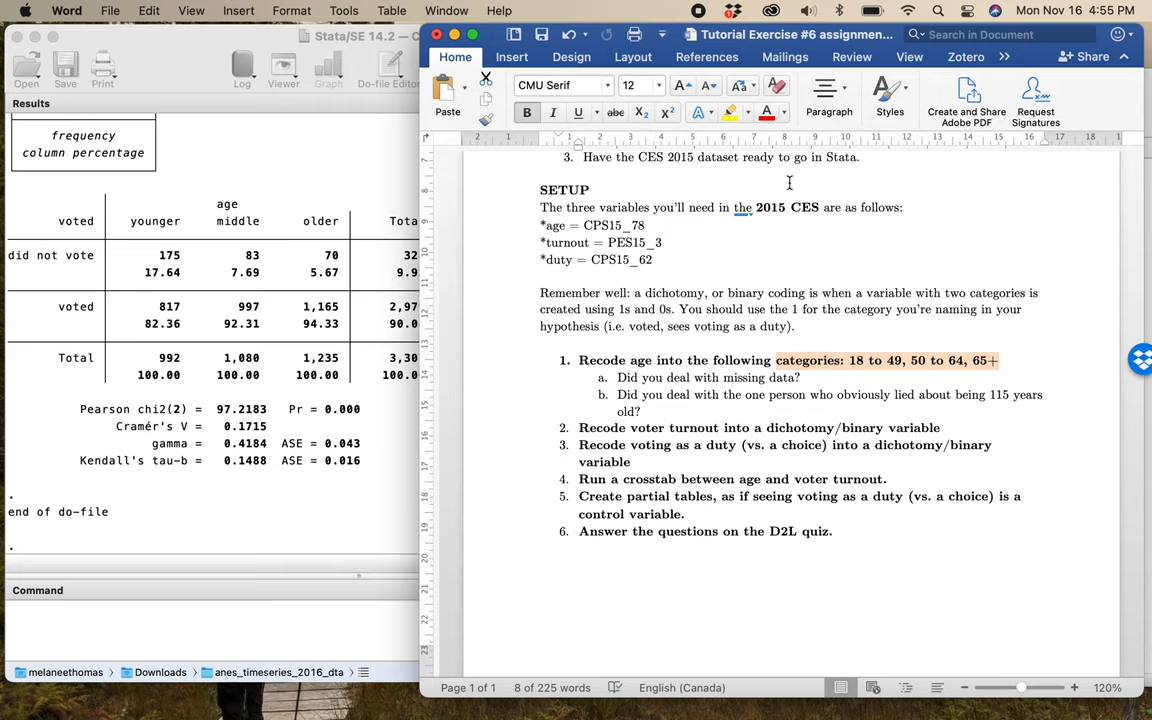 Word File Edit View Insert Format Tools Table Window Help Mon Nov 16 4:55 PM
Stata/SE 14.2 — C
Open Save Print Log Viewer Graph Do-file Editor
Results
frequency
column percentage
age
voted younger middle older Tota
did not vote 175 83 70 32
17.64 7.69 5.67 9.9
voted 817 997 1,165 2,97
82.36 92.31 94.33 90.0
Total 992 1,080 1,235 3,30
100.00 100.00 100.00 100.0
Pearson chi2(2) = 97.2183 Pr = 0.000
Cramér's V = 0.1715
gamma = 0.4184 ASE = 0.043
Kendall's tau-b = 0.1488 ASE = 0.016
.
end of do-file
.
Command
melaneethomas Downloads anes_timeseries_2016_dta
Tutorial Exercise #6 assignmen... Search in Document
Home Insert Design Layout References Mailings Review View Zotero Share
Paste CMU Serif 12 Paragraph Styles Create and Share Adobe PDF Request Signatures
3. Have the CES 2015 dataset ready to go in Stata.
SETUP
The three variables you'll need in the 2015 CES are as follows:
*age = CPS15_78
*turnout = PES15_3
*duty = CPS15_62
Remember well: a dichotomy, or binary coding is when a variable with two categories is
created using 1s and 0s. You should use the 1 for the category you're naming in your
hypothesis (i.e. voted, sees voting as a duty).
1. Recode age into the following categories: 18 to 49, 50 to 64, 65+
a. Did you deal with missing data?
b. Did you deal with the one person who obviously lied about being 115 years
old?
2. Recode voter turnout into a dichotomy/binary variable
3. Recode voting as a duty (vs. a choice) into a dichotomy/binary
variable
4. Run a crosstab between age and voter turnout.
5. Create partial tables, as if seeing voting as a duty (vs. a choice) is a
control variable.
6. Answer the questions on the D2L quiz.
Page 1 of 1 8 of 225 words English (Canada) 120%